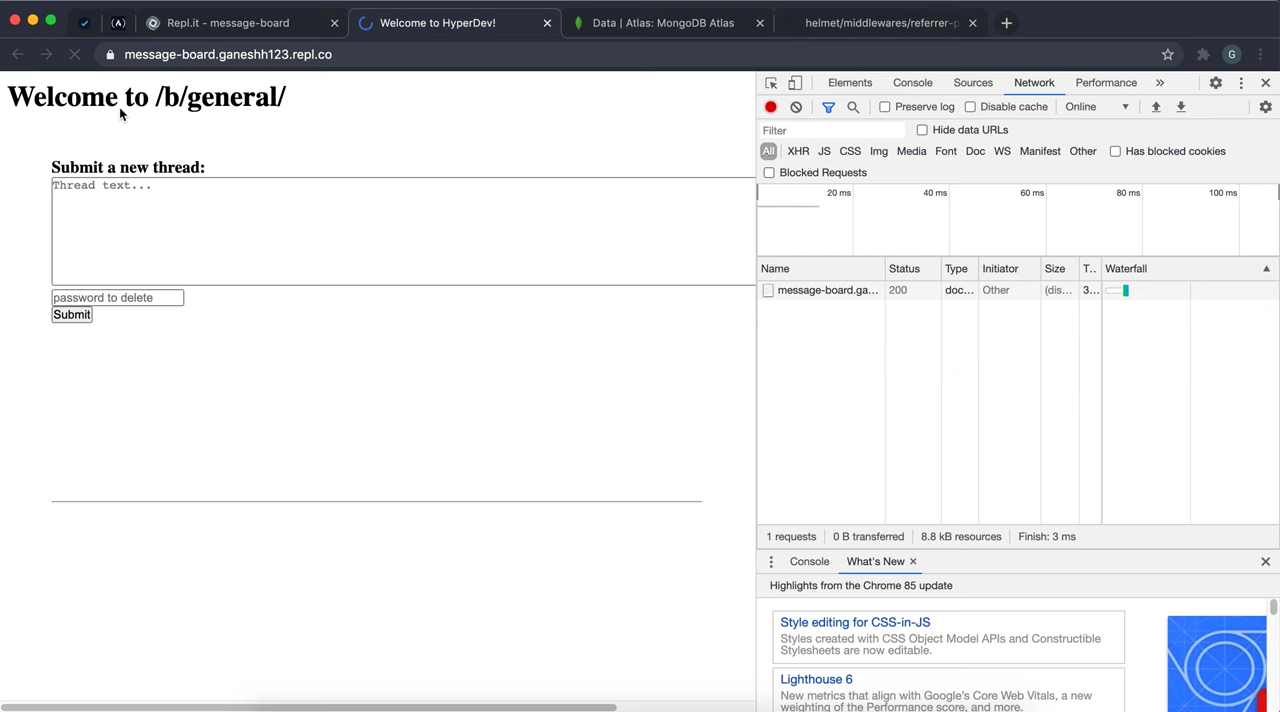 Repl.it - message-board
Welcome to HyperDev!
Data | Atlas: MongoDB Atlas
helmet/middlewares/referrer-p
message-board.ganeshh123.repl.co
G
Welcome to /b/general/
Submit a new thread:
Thread text...
password to delete
Submit
Elements Console Sources Network Performance »
Preserve log Disable cache Online
Filter Hide data URLs
All XHR JS CSS Img Media Font Doc WS Manifest Other Has blocked cookies
Blocked Requests
20 ms 40 ms 60 ms 80 ms 100 ms
Name Status Type Initiator Size T.. Waterfall
message-board.ga... 200 doc... Other (dis... 3...
1 requests 0 B transferred 8.8 kB resources Finish: 3 ms
Console What's New
Highlights from the Chrome 85 update
Style editing for CSS-in-JS
Styles created with CSS Object Model APIs and Constructible
Stylesheets are now editable.
Lighthouse 6
New metrics that align with Google's Core Web Vitals, a new
weighting of the Performance score, and more.